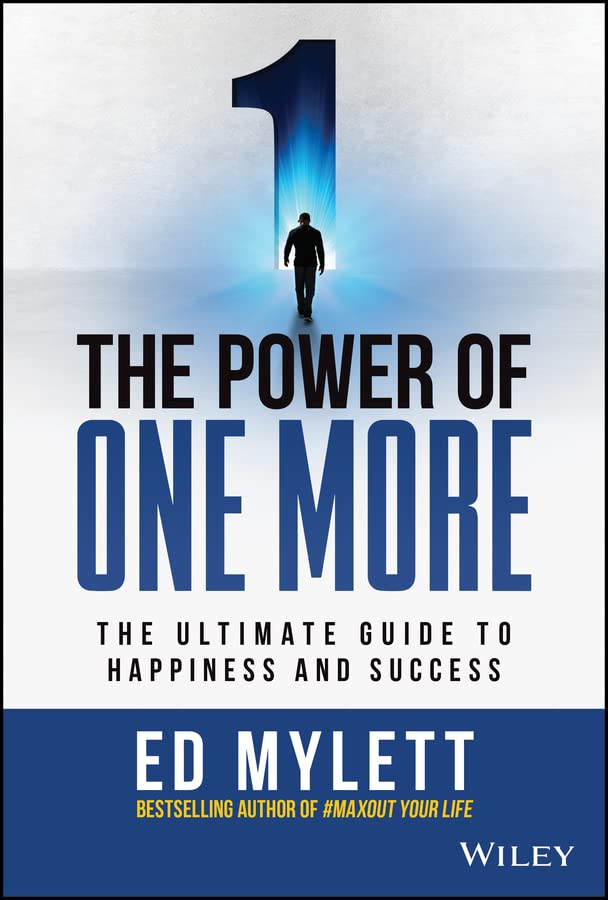 1
THE POWER OF
ONE MORE
THE ULTIMATE GUIDE TO
HAPPINESS AND SUCCESS
ED MYLETT
BESTSELLING AUTHOR OF #MAXOUT YOUR LIFE
WILEY